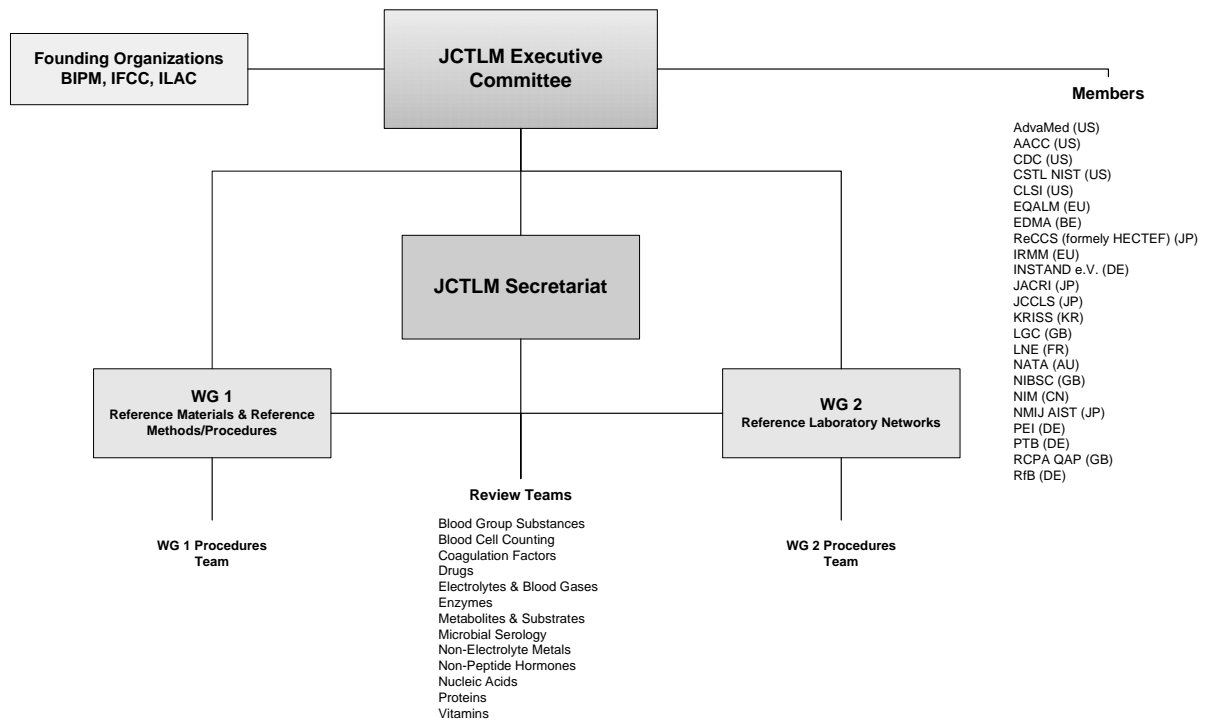 Founding Organizations
BIPM, IFCC, ILAC
JCTLM Executive
Committee
Members
AdvaMed (US)
AACC (US)
CDC (US)
CSTL NIST (US)
CLSI (US)
EQALM (EU)
EDMA (BE)
ReCCS (formely HECTEF) (JP)
IRMM (EU)
INSTAND e.V. (DE)
JACRI (JP)
JCCLS (JP)
KRISS (KR)
LGC (GB)
LNE (FR)
NATA (AU)
NIBSC (GB)
NIM (CN)
NMIJ AIST (JP)
PEI (DE)
PTB (DE)
RCPA QAP (GB)
RfB (DE)
JCTLM Secretariat
WG 1
Reference Materials & Reference
Methods/Procedures
WG 2
Reference Laboratory Networks
WG 1 Procedures
Team
Review Teams
Blood Group Substances
Blood Cell Counting
Coagulation Factors
Drugs
Electrolytes & Blood Gases
Enzymes
Metabolites & Substrates
Microbial Serology
Non-Electrolyte Metals
Non-Peptide Hormones
Nucleic Acids
Proteins
Vitamins
WG 2 Procedures
Team